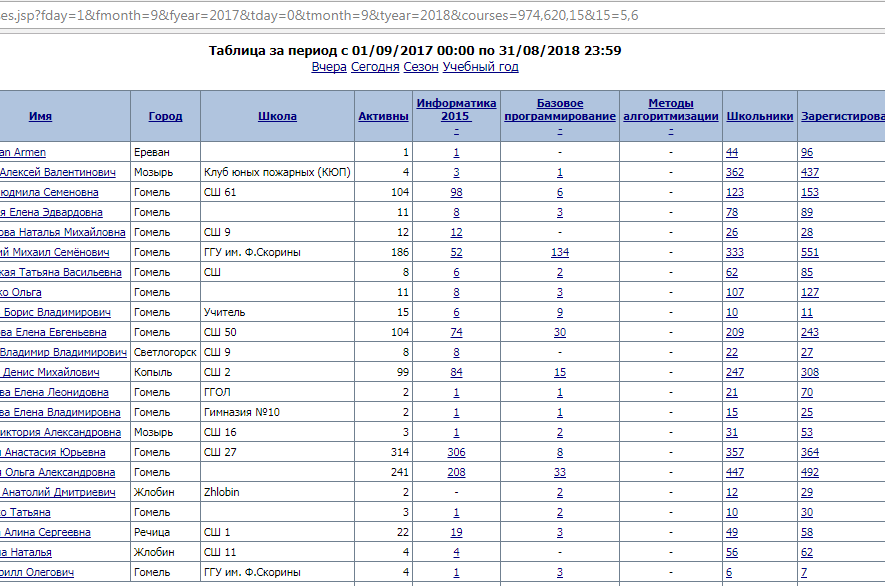 es.jsp?fday=1&fmonth=9&fyear=2017&tday=0&tmonth=9&tyear=2018&courses=974,620,15&15=5,6
Таблица за период с 01/09/2017 00:00 по 31/08/2018 23:59
Вчера Сегодня Сезон Учебный год
Имя Город Школа Активны Информатика 2015 - Базовое программирование - Методы алгоритмизации - Школьники Зарегистрирова
an Armen Ереван 1 1 - - 44 96
Алексей Валентинович Мозырь Клуб юных пожарных (КЮП) 4 3 1 - 362 437
юдмила Семеновна Гомель СШ 61 104 98 6 - 123 153
я Елена Эдвардовна Гомель 11 8 3 - 78 89
ова Наталья Михайловна Гомель СШ 9 12 12 - - 26 28
ий Михаил Семёнович Гомель ГГУ им. Ф.Скорины 186 52 134 - 333 551
кая Татьяна Васильевна Гомель СШ 8 6 2 - 62 85
ко Ольга Гомель 11 8 3 - 107 127
Борис Владимирович Гомель Учитель 15 6 9 - 10 11
ва Елена Евгеньевна Гомель СШ 50 104 74 30 - 209 243
Владимир Владимирович Светлогорск СШ 9 8 8 - - 22 27
Денис Михайлович Копыль СШ 2 99 84 15 - 247 308
ва Елена Леонидовна Гомель ГГОЛ 2 1 1 - 21 70
ва Елена Владимировна Гомель Гимназия №10 2 1 1 - 15 25
иктория Александровна Мозырь СШ 16 3 1 2 - 31 53
Анастасия Юрьевна Гомель СШ 27 314 306 8 - 357 364
Ольга Александровна Гомель 241 208 33 - 447 492
Анатолий Дмитриевич Жлобин Zhlobin 2 - 2 - 12 29
ко Татьяна Гомель 3 1 2 - 10 30
Алина Сергеевна Речица СШ 1 22 19 3 - 49 58
а Наталья Жлобин СШ 11 4 4 - - 56 62
рилл Олегович Гомель ГГУ им. Ф.Скорины 4 1 3 - 6 7